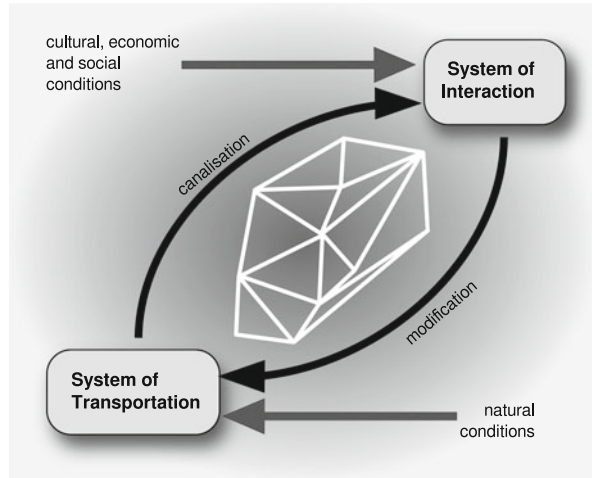 cultural, economic
and social
conditions
System of
Interaction
canalisation
modification
System of
Transportation
natural
conditions